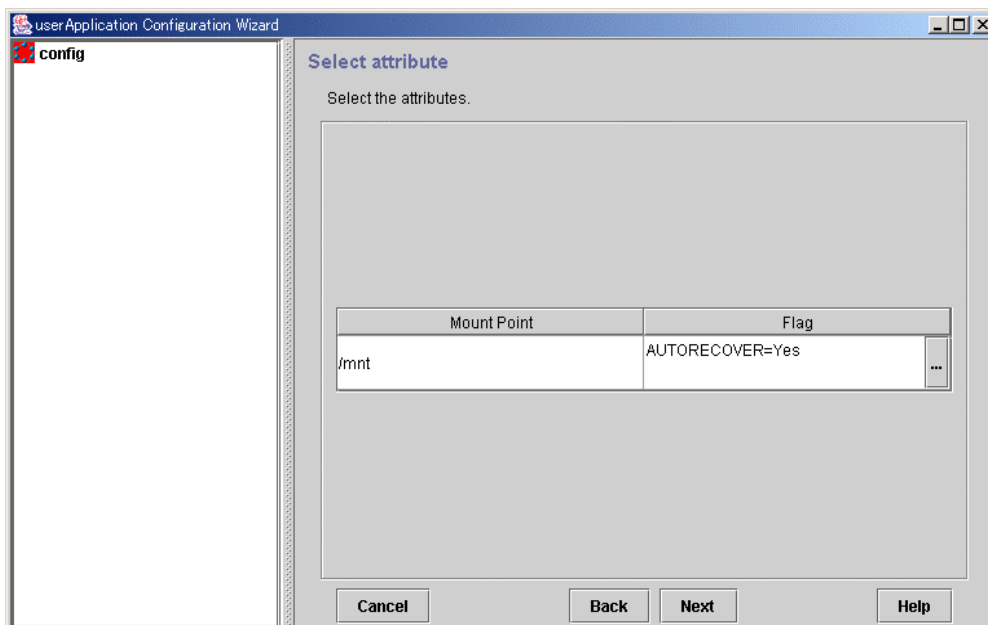 userApplication Configuration Wizard
config
Select attribute
Select the attributes.
Mount Point Flag
/mnt AUTORECOVER=Yes ...
Cancel Back Next Help